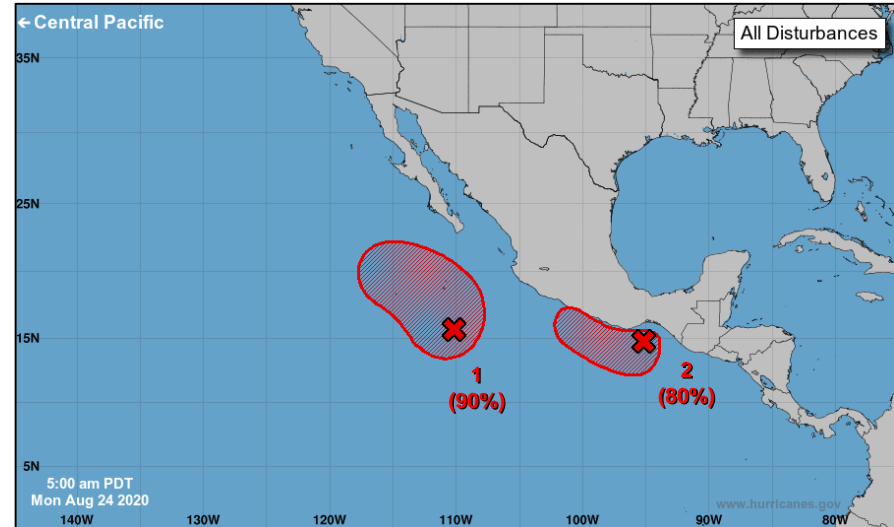 ← Central Pacific
All Disturbances
35N
25N
15N
5N
1
(90%)
2
(80%)
5:00 am PDT
Mon Aug 24 2020
www.hurricanes.gov
140W 130W 120W 110W 100W 90W 80W